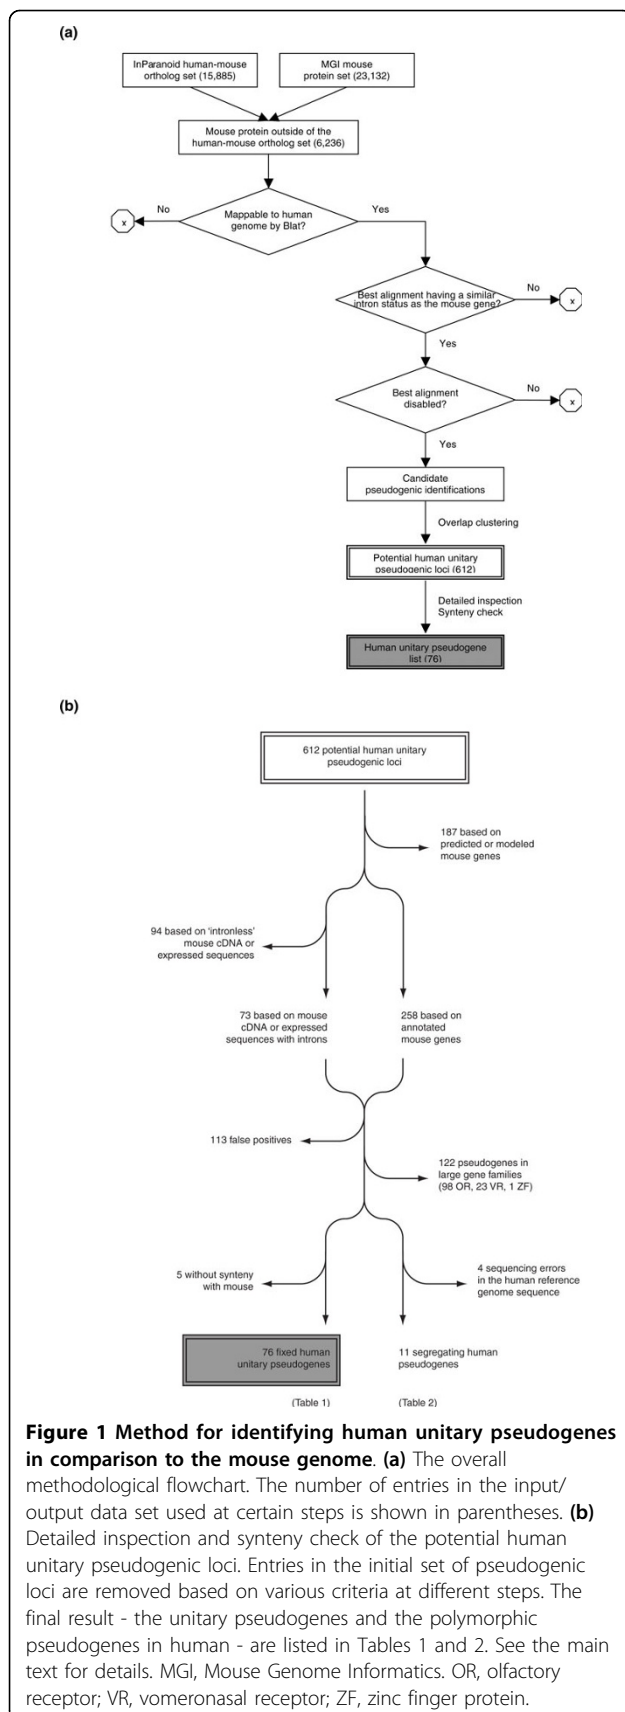 (a)
InParanoid human-mouse
ortholog set (15,885)
MGI mouse
protein set (23,132)
Mouse protein outside of the
human-mouse ortholog set (6,236)
No
Mappable to human
genome by Blat?
Yes
x
Best alignment having a similar
intron status as the mouse gene?
No
x
Yes
Best alignment
disabled?
No
x
Yes
Candidate
pseudogenic identifications
Overlap clustering
Potential human unitary
pseudogenic loci (612)
Detailed inspection
Synteny check
Human unitary pseudogene
list (76)
(b)
612 potential human unitary
pseudogenic loci
187 based on
predicted or modeled
mouse genes
94 based on 'intronless'
mouse cDNA or
expressed sequences
73 based on mouse
cDNA or expressed
sequences with introns
258 based on
annotated
mouse genes
113 false positives
122 pseudogenes in
large gene families
(98 OR, 23 VR, 1 ZF)
5 without synteny
with mouse
4 sequencing errors
in the human reference
genome sequence
76 fixed human
unitary pseudogenes
11 segregating human
pseudogenes
(Table 1)
(Table 2)
Figure 1 Method for identifying human unitary pseudogenes
in comparison to the mouse genome. (a) The overall
methodological flowchart. The number of entries in the input/
output data set used at certain steps is shown in parentheses. (b)
Detailed inspection and synteny check of the potential human
unitary pseudogenic loci. Entries in the initial set of pseudogenic
loci are removed based on various criteria at different steps. The
final result - the unitary pseudogenes and the polymorphic
pseudogenes in human - are listed in Tables 1 and 2. See the main
text for details. MGI, Mouse Genome Informatics. OR, olfactory
receptor; VR, vomeronasal receptor; ZF, zinc finger protein.